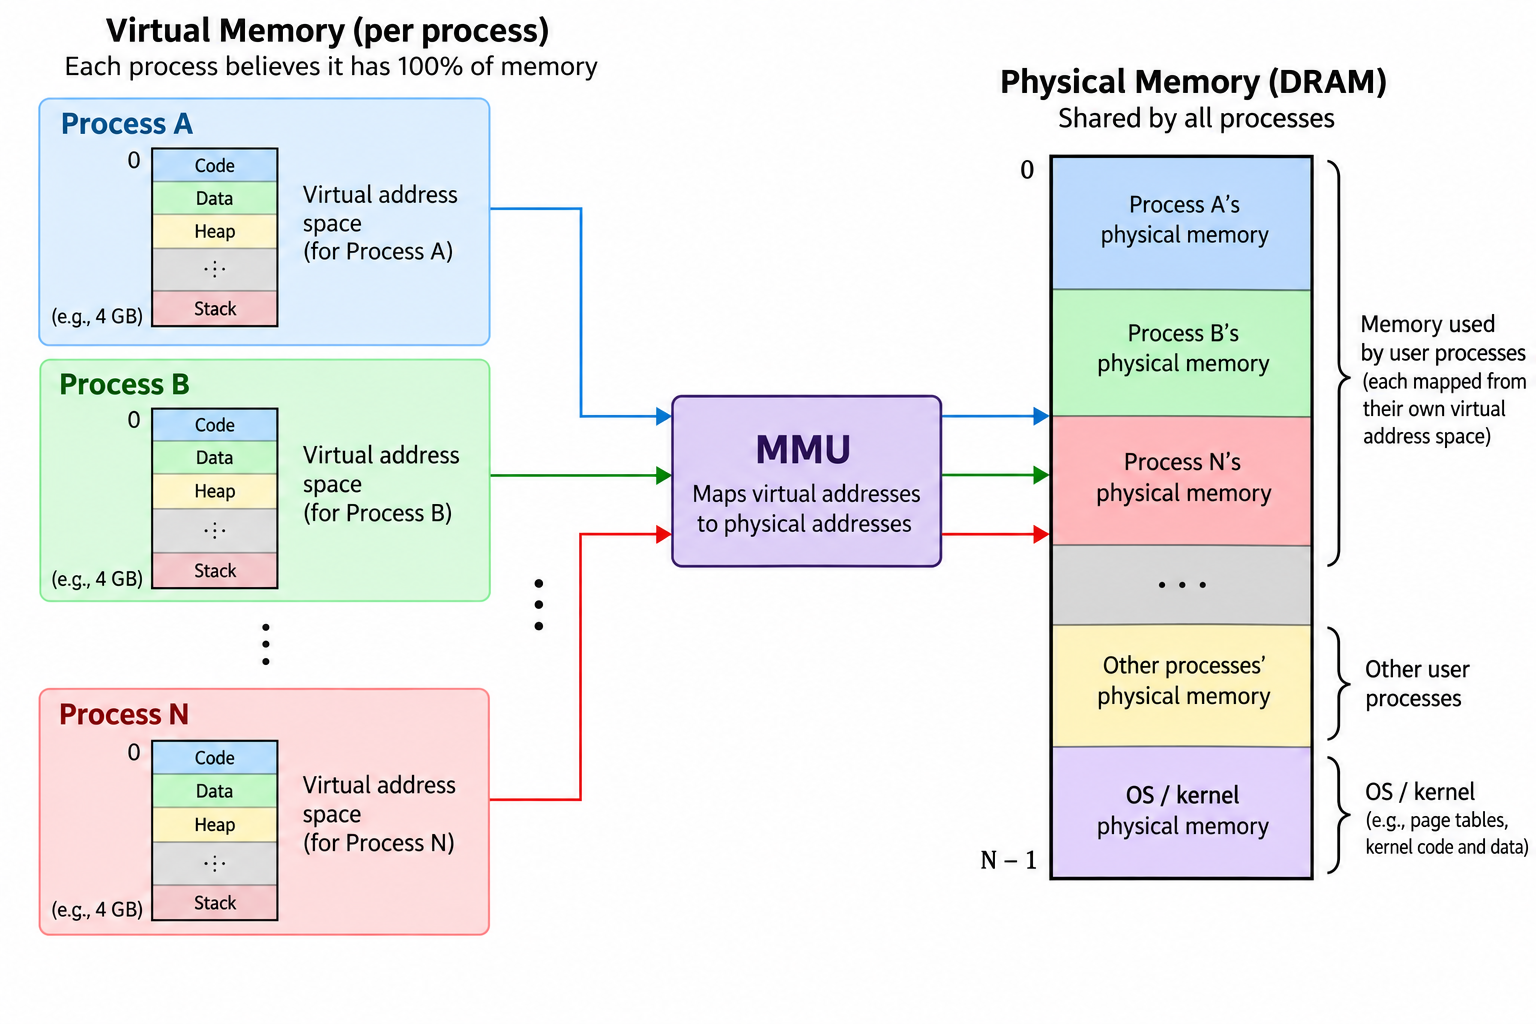 Virtual Memory (per process)
Each process believes it has 100% of memory
Process A
0
Code
Data
Heap
Stack
(e.g., 4 GB)
Virtual address
space
(for Process A)
Process B
0
Code
Data
Heap
Stack
(e.g., 4 GB)
Virtual address
space
(for Process B)
Process N
0
Code
Data
Heap
Stack
(e.g., 4 GB)
Virtual address
space
(for Process N)
MMU
Maps virtual addresses
to physical addresses
Physical Memory (DRAM)
Shared by all processes
0
Process A’s
physical memory
Process B’s
physical memory
Process N’s
physical memory
• • •
Other processes’
physical memory
OS / kernel
physical memory
N – 1
Memory used
by user processes
(each mapped from
their own virtual
address space)
Other user
processes
OS / kernel
(e.g., page tables,
kernel code and data)